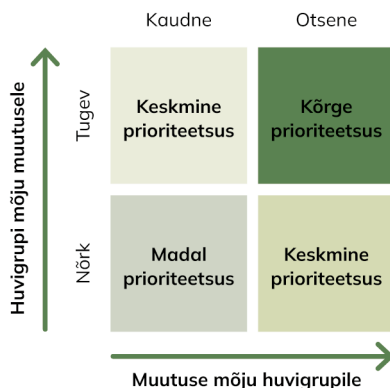 Kaudne
Otsene
Huvigrupi mõju muutusele
Tugev
Keskmine
prioriteetsus
Kõrge
prioriteetsus
Nõrk
Madal
prioriteetsus
Keskmine
prioriteetsus
Muutuse mõju huvigrupile